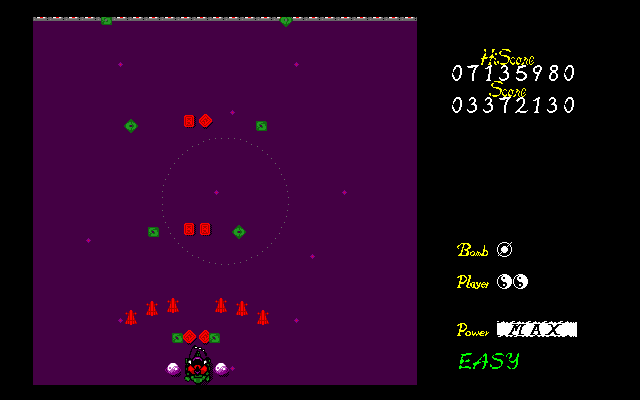 HiScore
07135980
Score
03372130
Bomb
Player
Power MAX
EASY